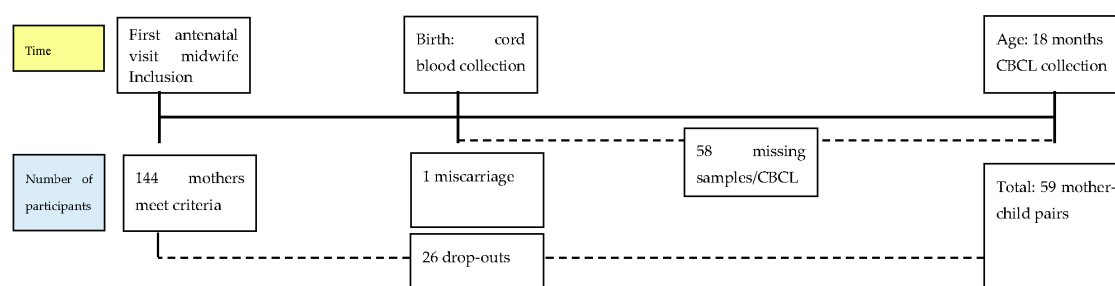 Time
First antenatal
visit midwife
Inclusion
Birth: cord
blood collection
Age: 18 months
CBCL collection
Number of
participants
144 mothers
meet criteria
1 miscarriage
26 drop-outs
58 missing
samples/CBCL
Total: 59 mother-
child pairs